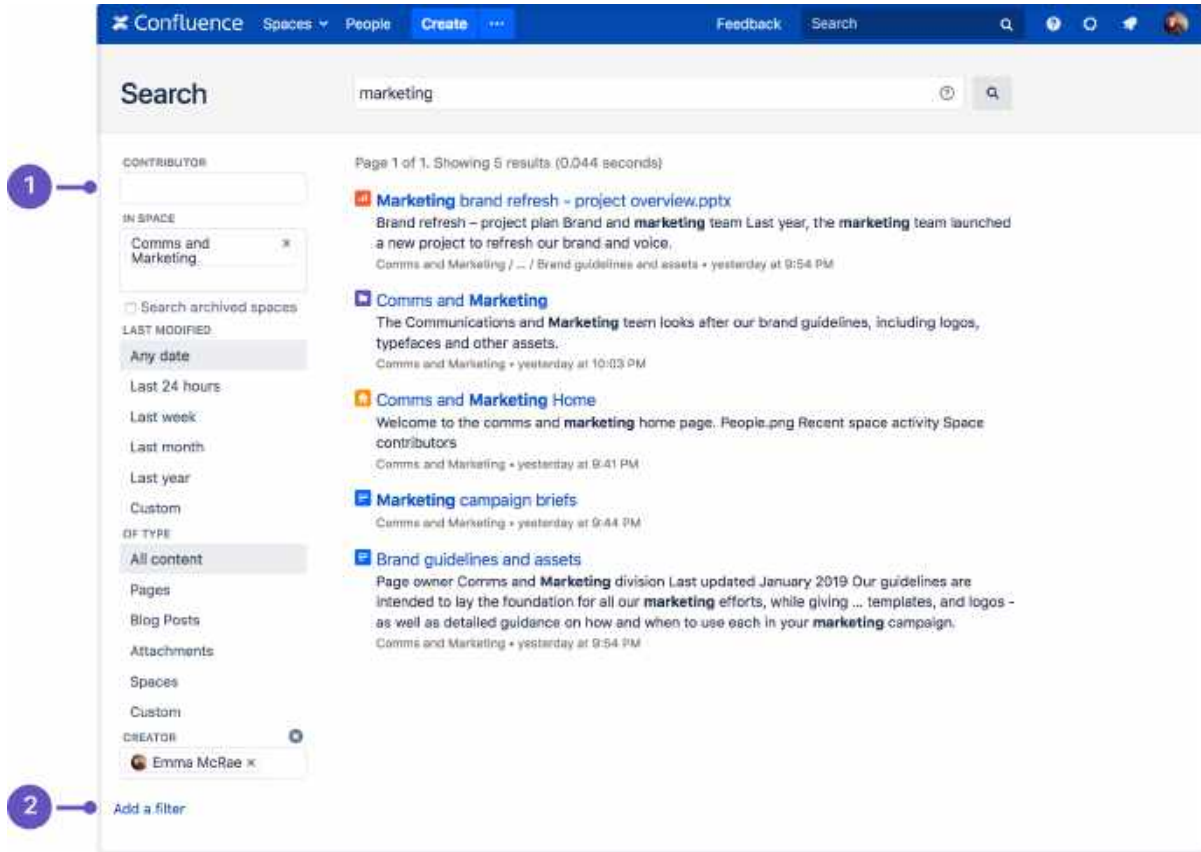 Confluence Spaces People Create ··· Feedback Search
Search
marketing
1
CONTRIBUTOR
IN SPACE
Comms and
Marketing
×
Search archived spaces
LAST MODIFIED
Any date
Last 24 hours
Last week
Last month
Last year
Custom
OF TYPE
All content
Pages
Blog Posts
Attachments
Spaces
Custom
CREATOR
Emma McRae ×
2
Add a filter
Page 1 of 1. Showing 5 results (0.044 seconds)
Marketing brand refresh - project overview.pptx
Brand refresh – project plan Brand and marketing team Last year, the marketing team launched
a new project to refresh our brand and voice.
Comms and Marketing / ... / Brand guidelines and assets • yesterday at 9:54 PM
Comms and Marketing
The Communications and Marketing team looks after our brand guidelines, including logos,
typefaces and other assets.
Comms and Marketing • yesterday at 10:03 PM
Comms and Marketing Home
Welcome to the comms and marketing home page. People.png Recent space activity Space
contributors
Comms and Marketing • yesterday at 9:41 PM
Marketing campaign briefs
Comms and Marketing • yesterday at 9:44 PM
Brand guidelines and assets
Page owner Comms and Marketing division Last updated January 2019 Our guidelines are
intended to lay the foundation for all our marketing efforts, while giving ... templates, and logos -
as well as detailed guidance on how and when to use each in your marketing campaign.
Comms and Marketing • yesterday at 9:54 PM